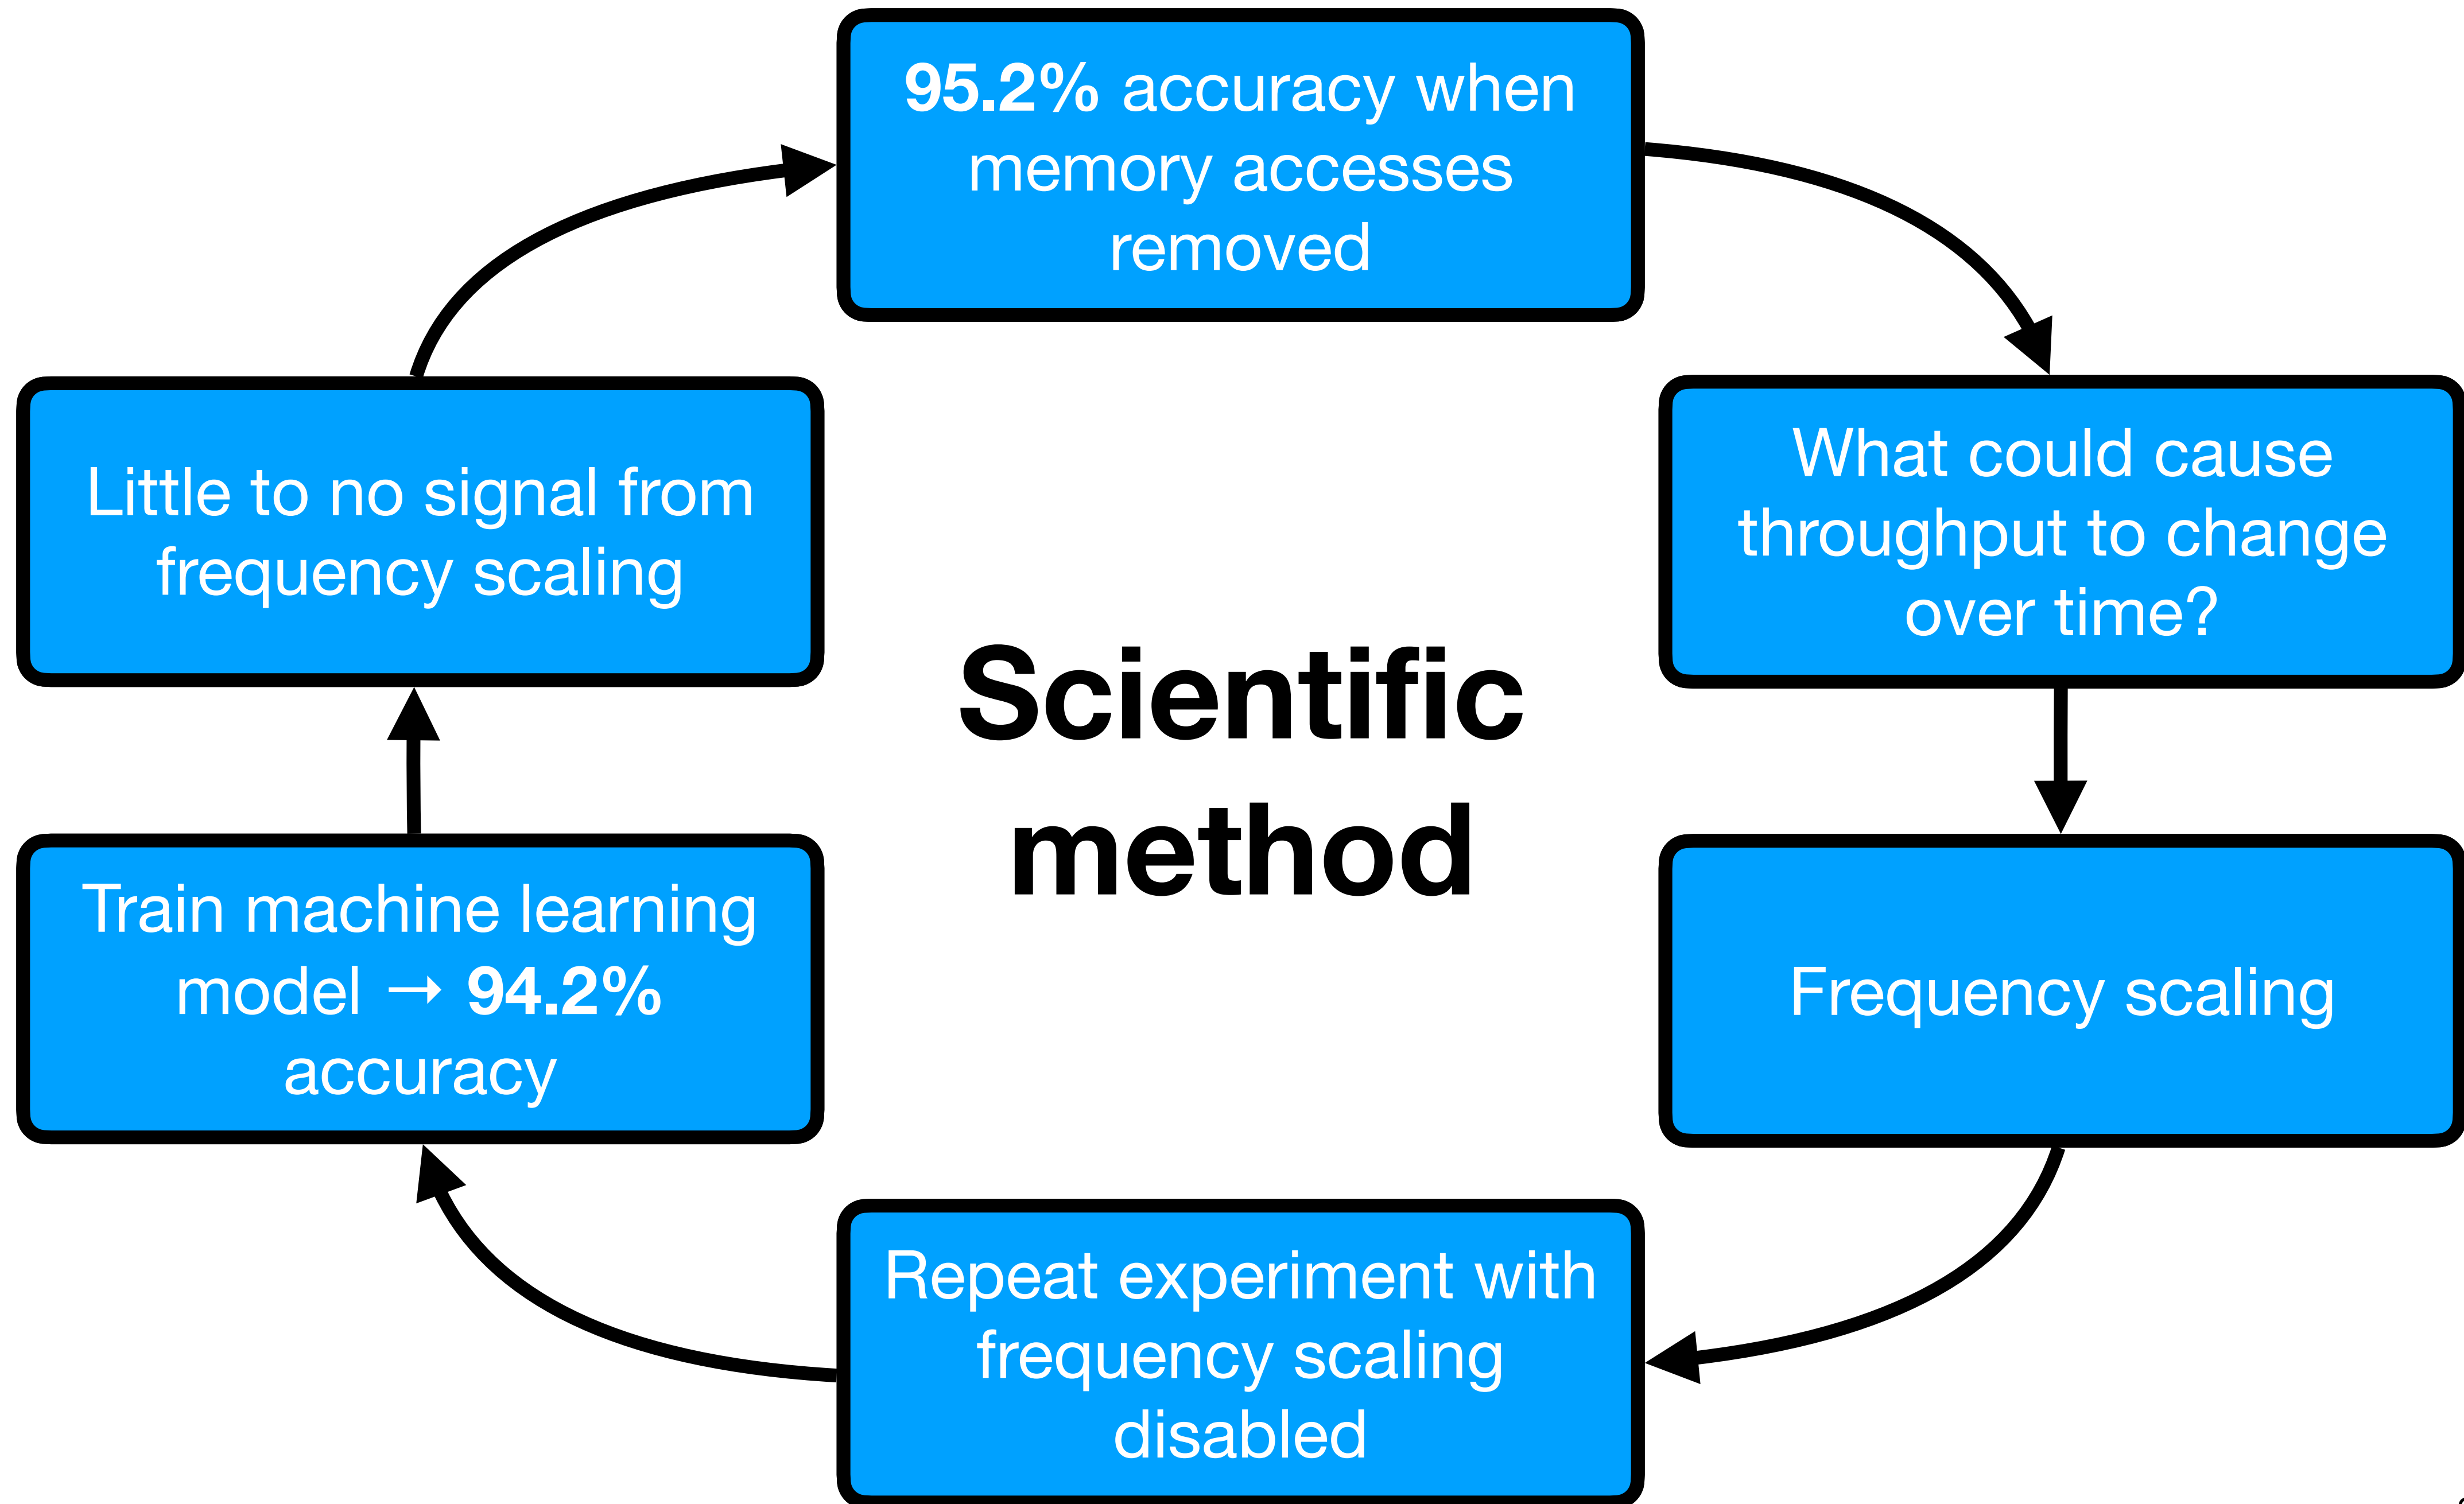 95.2% accuracy when
memory accesses
removed
What could cause
throughput to change
over time?
Frequency scaling
Repeat experiment with
frequency scaling
disabled
Train machine learning
model → 94.2%
accuracy
Little to no signal from
frequency scaling
Scientific
method